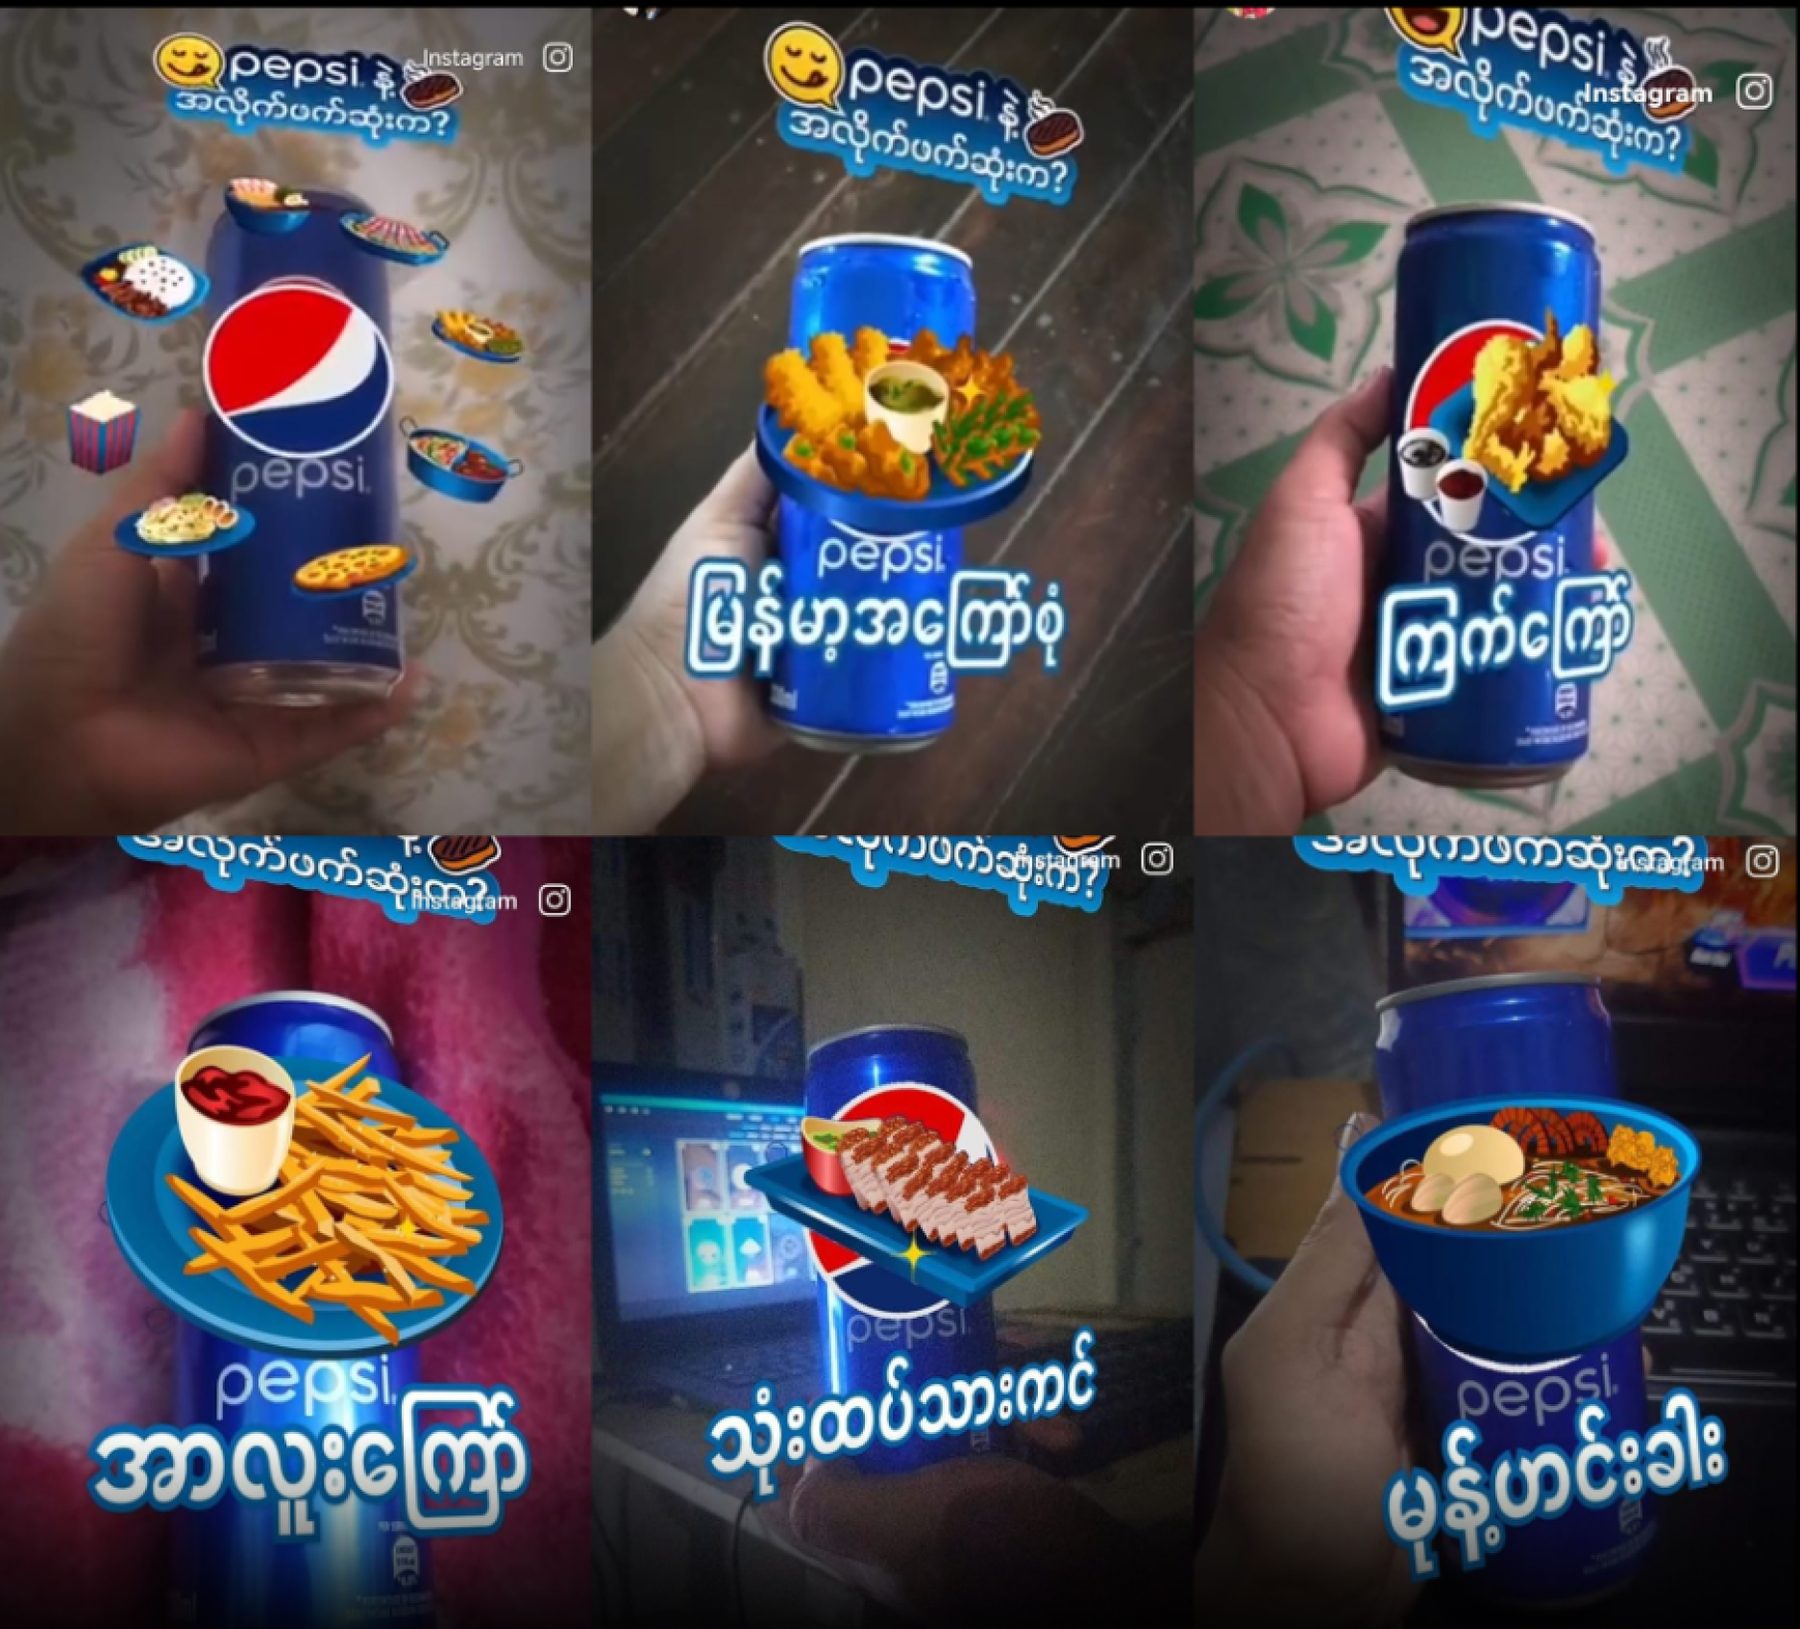 pepsi နဲ့
Instagram
အလိုက်ဖက်ဆုံးက?
pepsi
pepsi နဲ့
အလိုက်ဖက်ဆုံးက?
pepsi
မြန်မာ့အကြော်စုံ
pepsi နဲ့
Instagram
အလိုက်ဖက်ဆုံးက?
pepsi
ကြက်ကြော်
အလိုက်ဖက်ဆုံးက?
Instagram
pepsi
အာလူးကြော်
Instagram
အလိုက်ဖက်ဆုံးက?
pepsi
သုံးထပ်သားကင်
Instagram
အလိုက်ဖက်ဆုံးက?
pepsi
မုန့်ဟင်းခါး